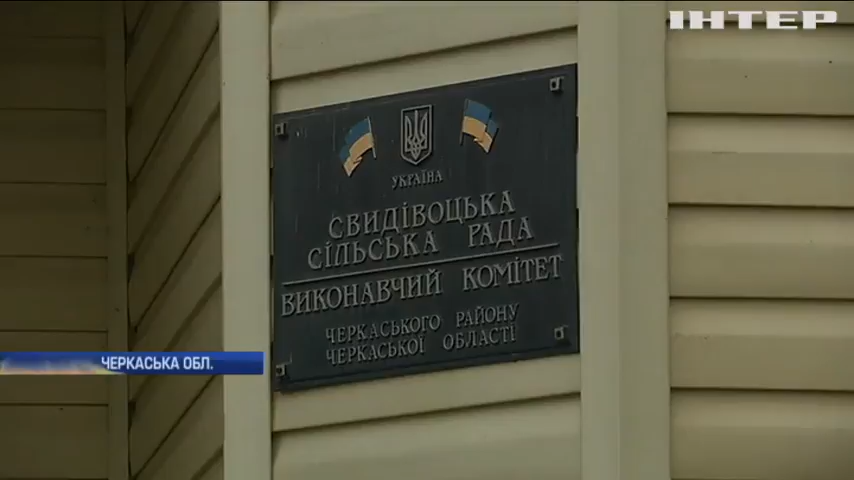 ІНТЕР
УКРАЇНА
СВИДІВОЦЬКА
СІЛЬСЬКА РАДА
ВИКОНАВЧИЙ КОМІТЕТ
ЧЕРКАСЬКОГО РАЙОНУ
ЧЕРКАСЬКОЇ ОБЛАСТІ
ЧЕРКАСЬКА ОБЛ.